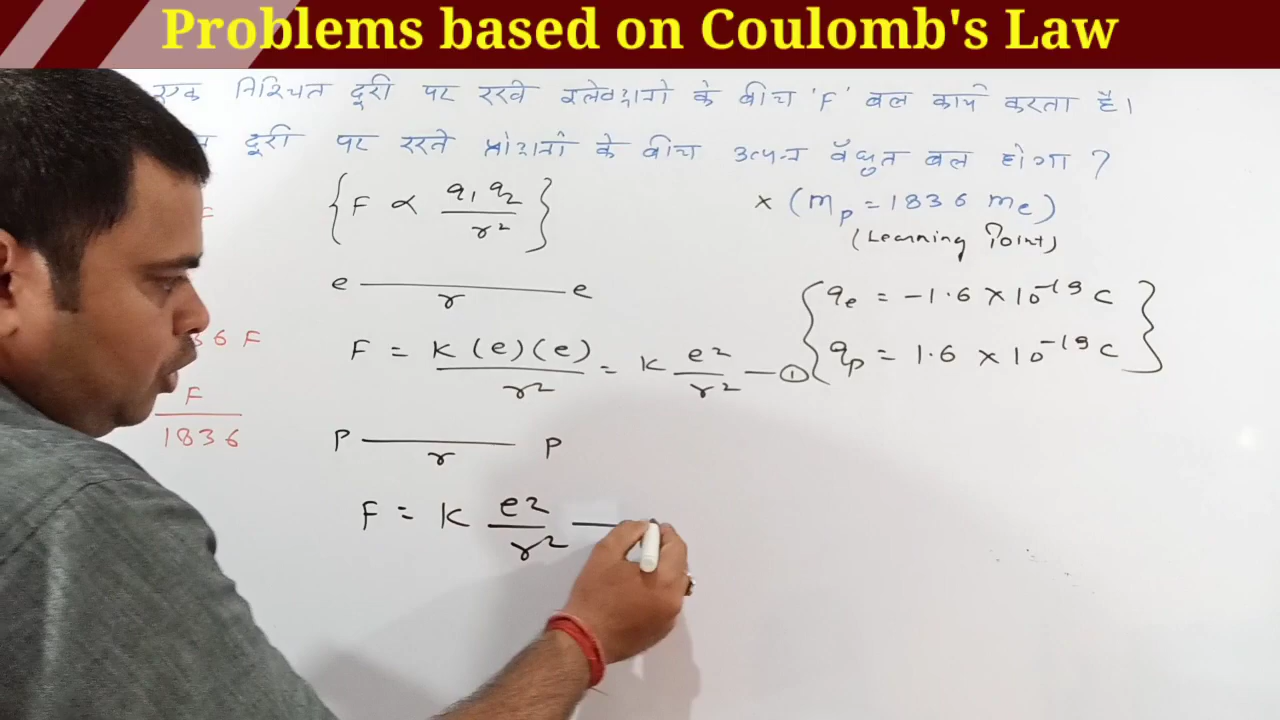 Problems based on Coulomb's Law
एक निश्चित दूरी पर रखे इलेक्ट्रानो के बीच 'F' बल कार्य करता है।
दूरी पर रखे प्रोटानो के बीच उत्पन्न वैद्युत बल होगा ?
{F ∝ q₁q₂/r²}
× (mp = 1836 me)
(Learning Point)
F
e ——— e
r
qe = -1.6 × 10⁻¹⁹ C
36 F
F = K(e)(e)/r² = K e²/r² — ①
qp = 1.6 × 10⁻¹⁹ C
F/1836
P ——— P
r
F = K e²/r² —